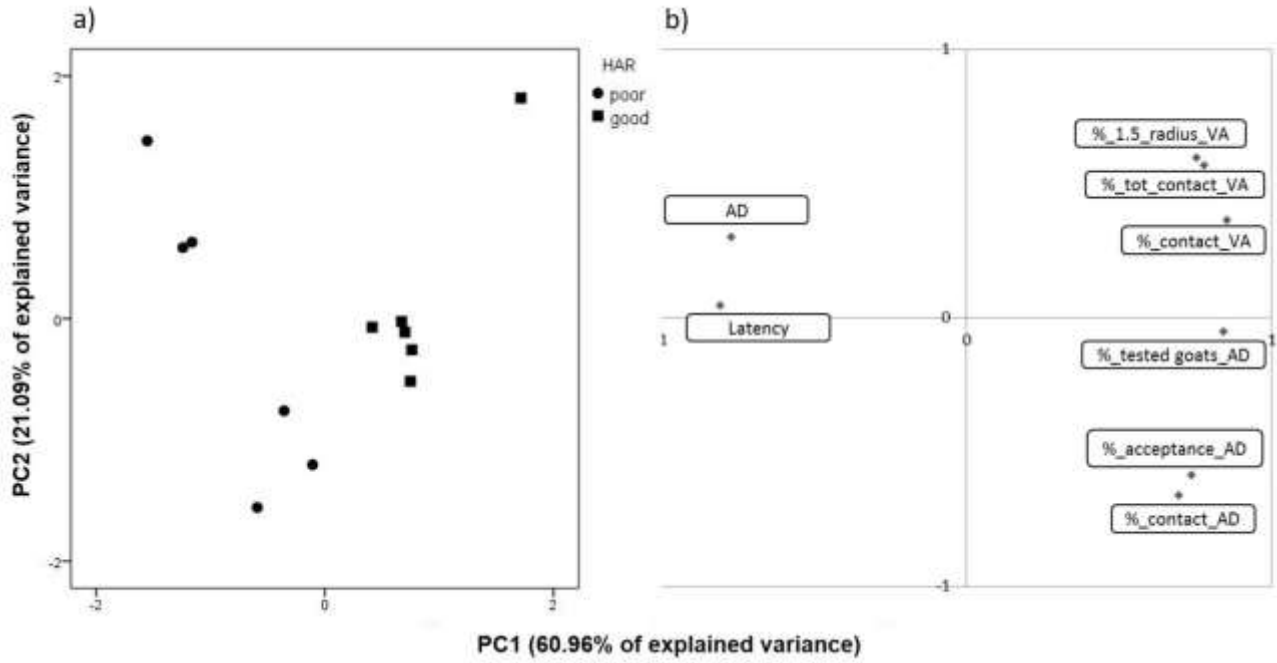 a)
HAR
poor
good
PC2 (21.09% of explained variance)
2
0
-2
-2
0
2
b)
1
%_1.5_radius_VA
%_tot_contact_VA
AD
%_contact_VA
0
Latency
1
0
1
%_tested goats_AD
%_acceptance_AD
%_contact_AD
-1
PC1 (60.96% of explained variance)